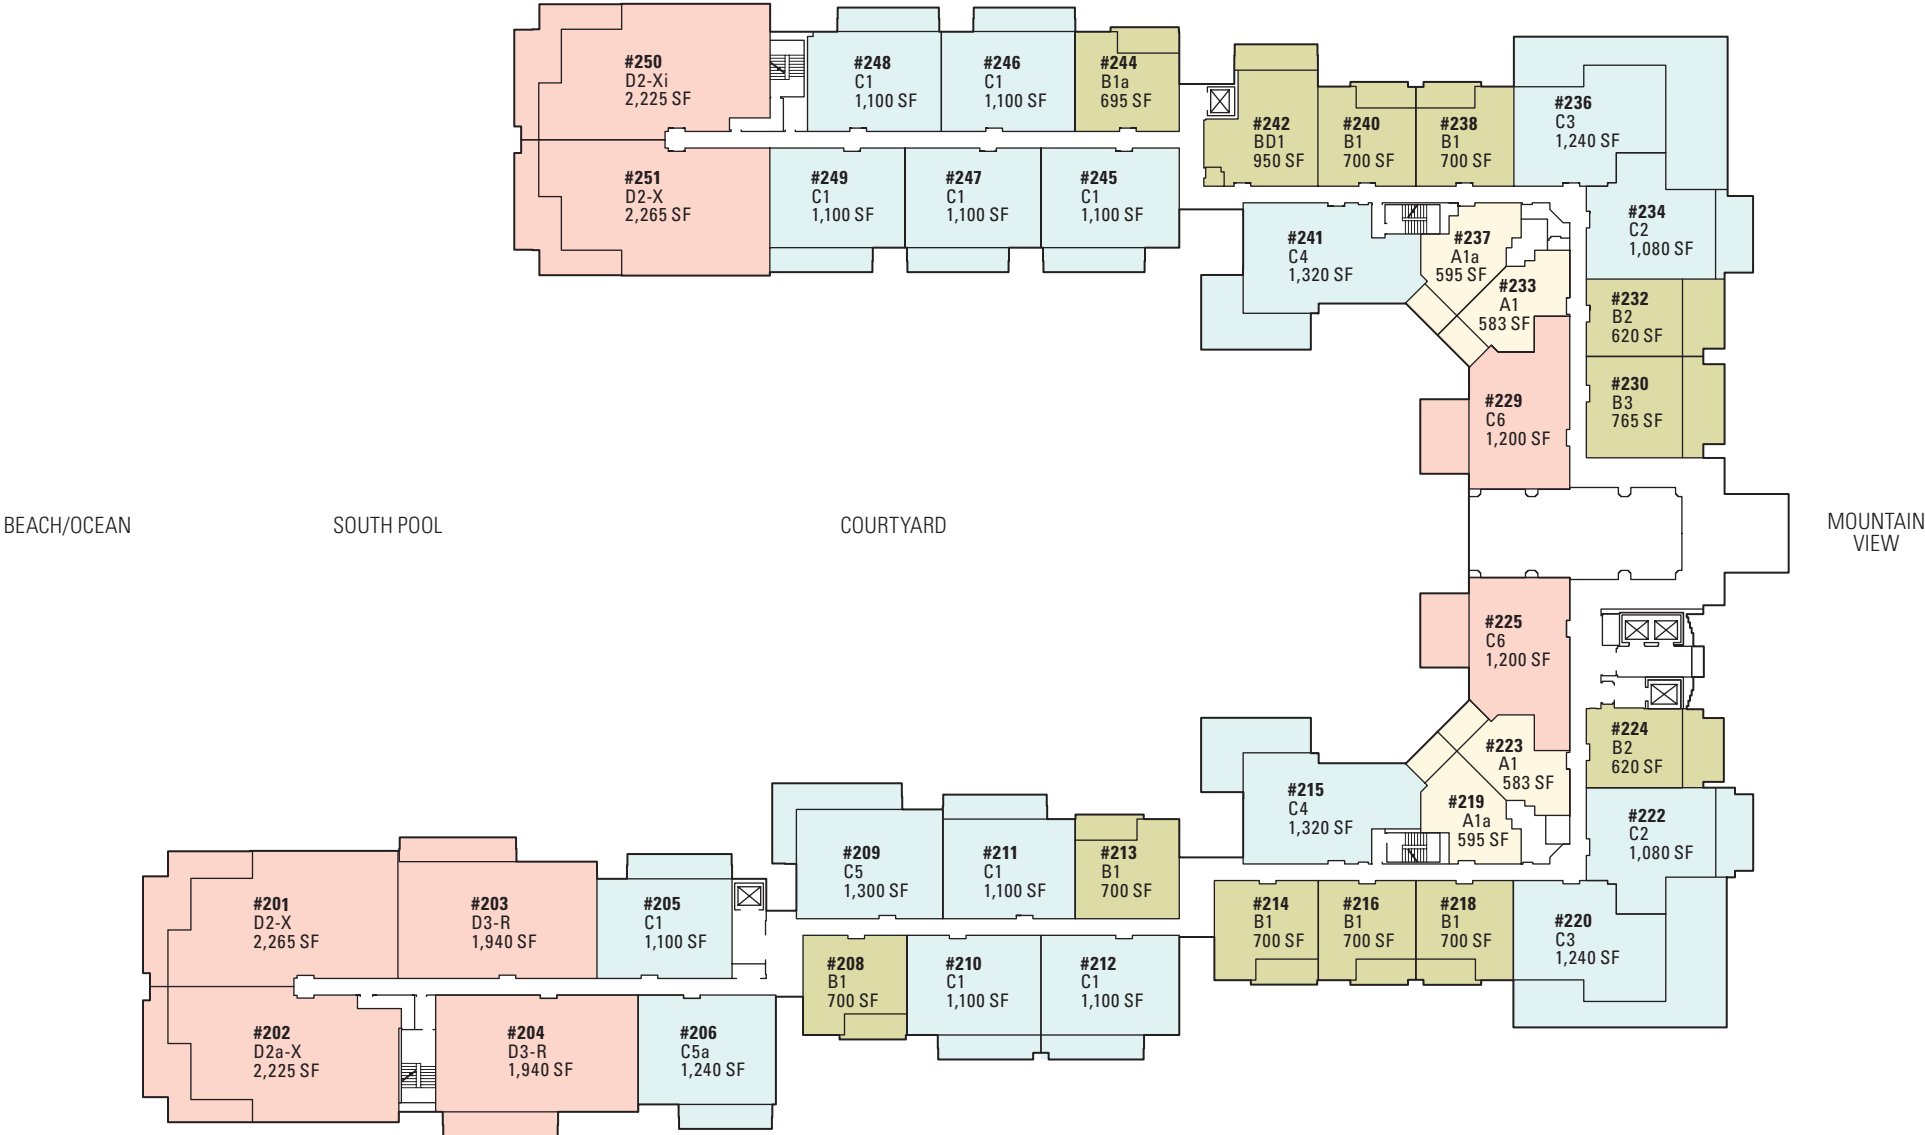 #250
D2-Xi
2,225 SF
#248
C1
1,100 SF
#246
C1
1,100 SF
#244
B1a
695 SF
#242
BD1
950 SF
#240
B1
700 SF
#238
B1
700 SF
#236
C3
1,240 SF
#251
D2-X
2,265 SF
#249
C1
1,100 SF
#247
C1
1,100 SF
#245
C1
1,100 SF
#241
C4
1,320 SF
#237
A1a
595 SF
#234
C2
1,080 SF
#233
A1
583 SF
#232
B2
620 SF
#229
C6
1,200 SF
#230
B3
765 SF
BEACH/OCEAN
SOUTH POOL
COURTYARD
MOUNTAIN
VIEW
#225
C6
1,200 SF
#224
B2
620 SF
#223
A1
583 SF
#215
C4
1,320 SF
#219
A1a
595 SF
#222
C2
1,080 SF
#209
C5
1,300 SF
#211
C1
1,100 SF
#213
B1
700 SF
#201
D2-X
2,265 SF
#203
D3-R
1,940 SF
#205
C1
1,100 SF
#214
B1
700 SF
#216
B1
700 SF
#218
B1
700 SF
#220
C3
1,240 SF
#208
B1
700 SF
#210
C1
1,100 SF
#212
C1
1,100 SF
#202
D2a-X
2,225 SF
#204
D3-R
1,940 SF
#206
C5a
1,240 SF